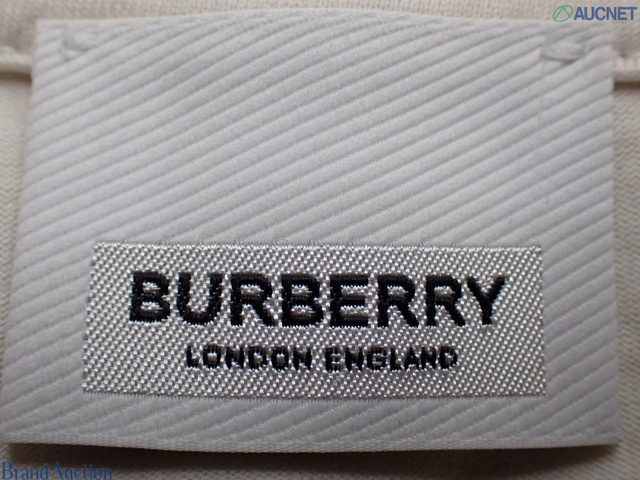 AUCNET
BURBERRY
LONDON ENGLAND
Brand Auction